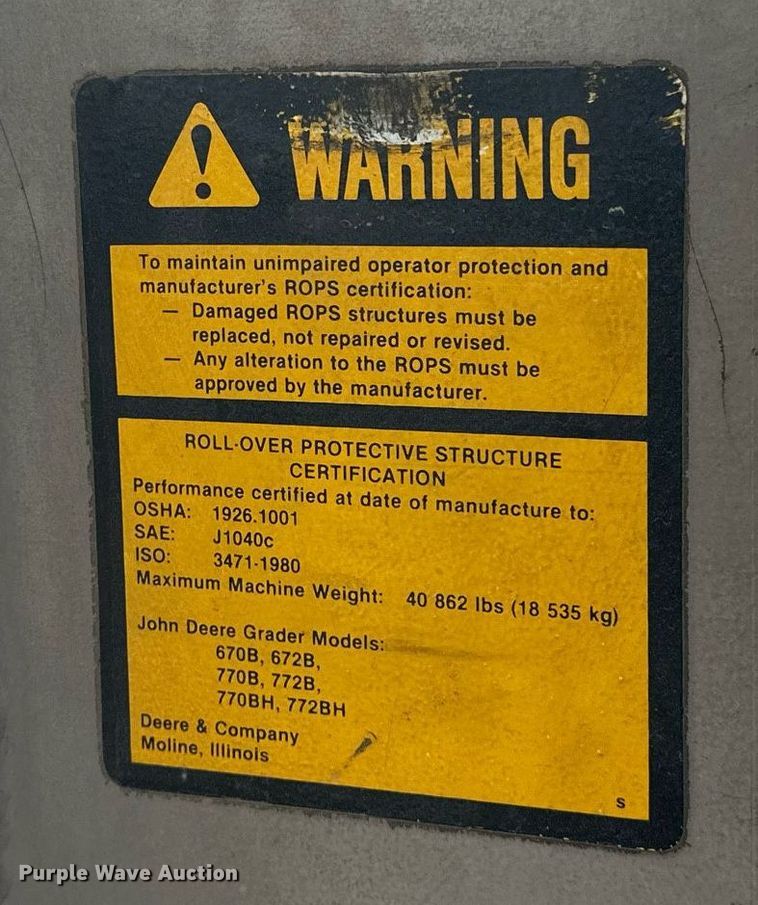 WARNING
To maintain unimpaired operator protection and
manufacturer's ROPS certification:
— Damaged ROPS structures must be
replaced, not repaired or revised.
— Any alteration to the ROPS must be
approved by the manufacturer.
ROLL-OVER PROTECTIVE STRUCTURE
CERTIFICATION
Performance certified at date of manufacture to:
OSHA: 1926.1001
SAE: J1040c
ISO: 3471-1980
Maximum Machine Weight: 40 862 lbs (18 535 kg)
John Deere Grader Models:
670B, 672B,
770B, 772B,
770BH, 772BH
Deere & Company
Moline, Illinois
S
Purple Wave Auction